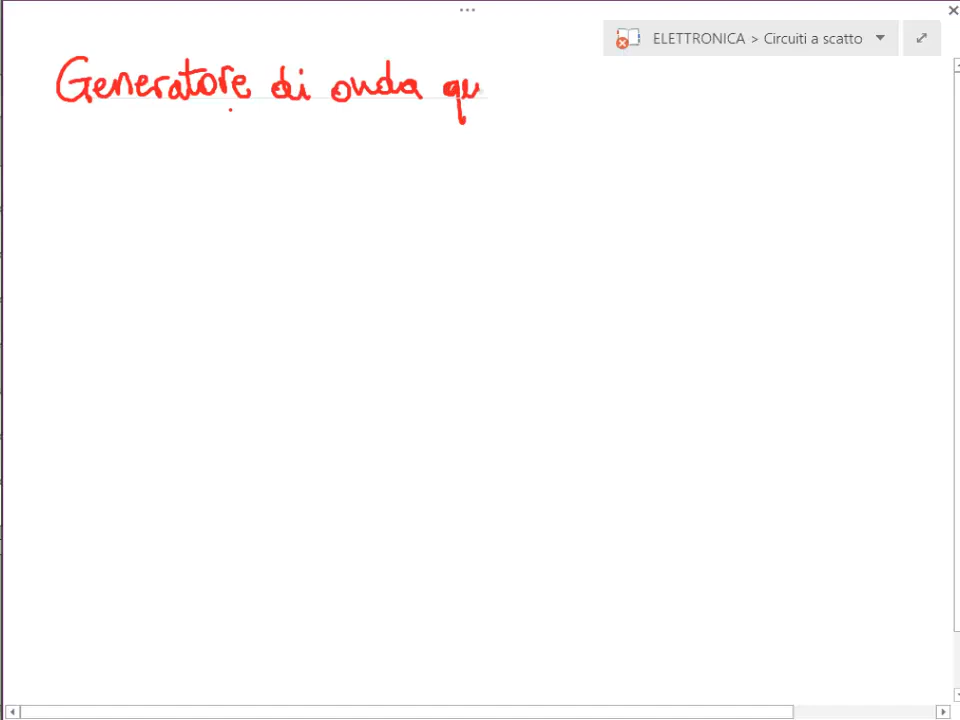 ELETTRONICA > Circuiti a scatto
Generatore di onda qu